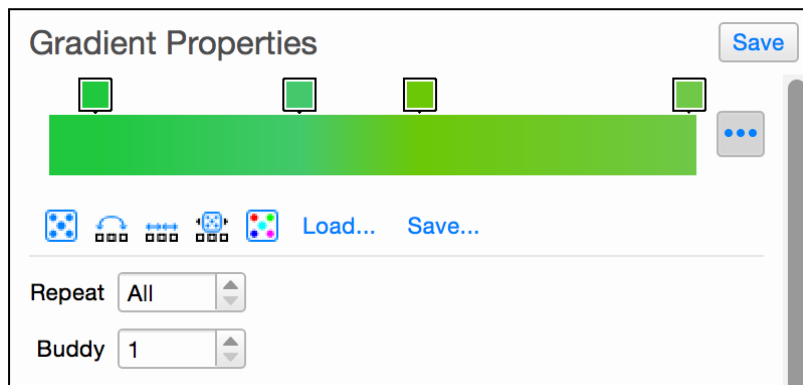 Gradient Properties
Save
•••
Load...
Save...
Repeat
All
Buddy
1